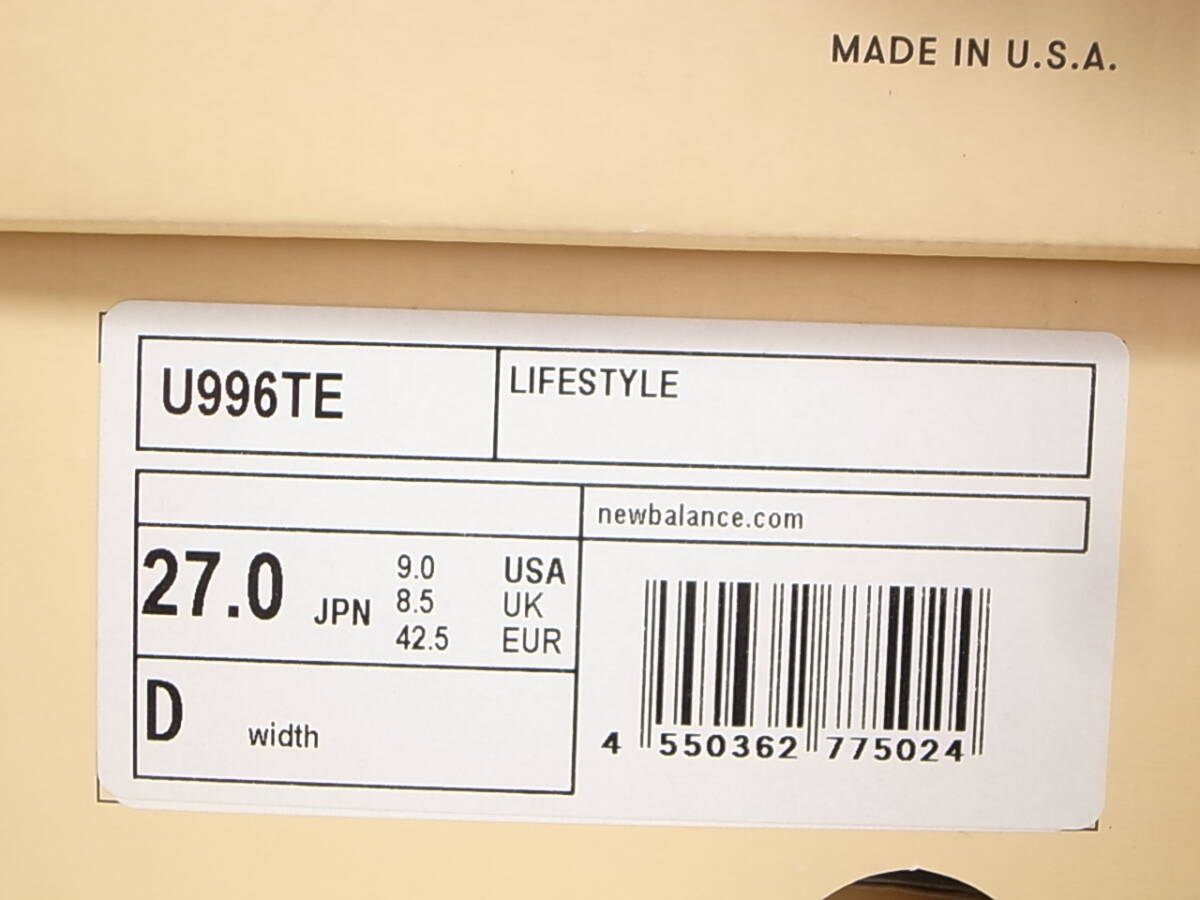 MADE IN U.S.A.
U996TE
LIFESTYLE
newbalance.com
27.0 JPN
9.0 USA
8.5 UK
42.5 EUR
D width
4 550362 775024